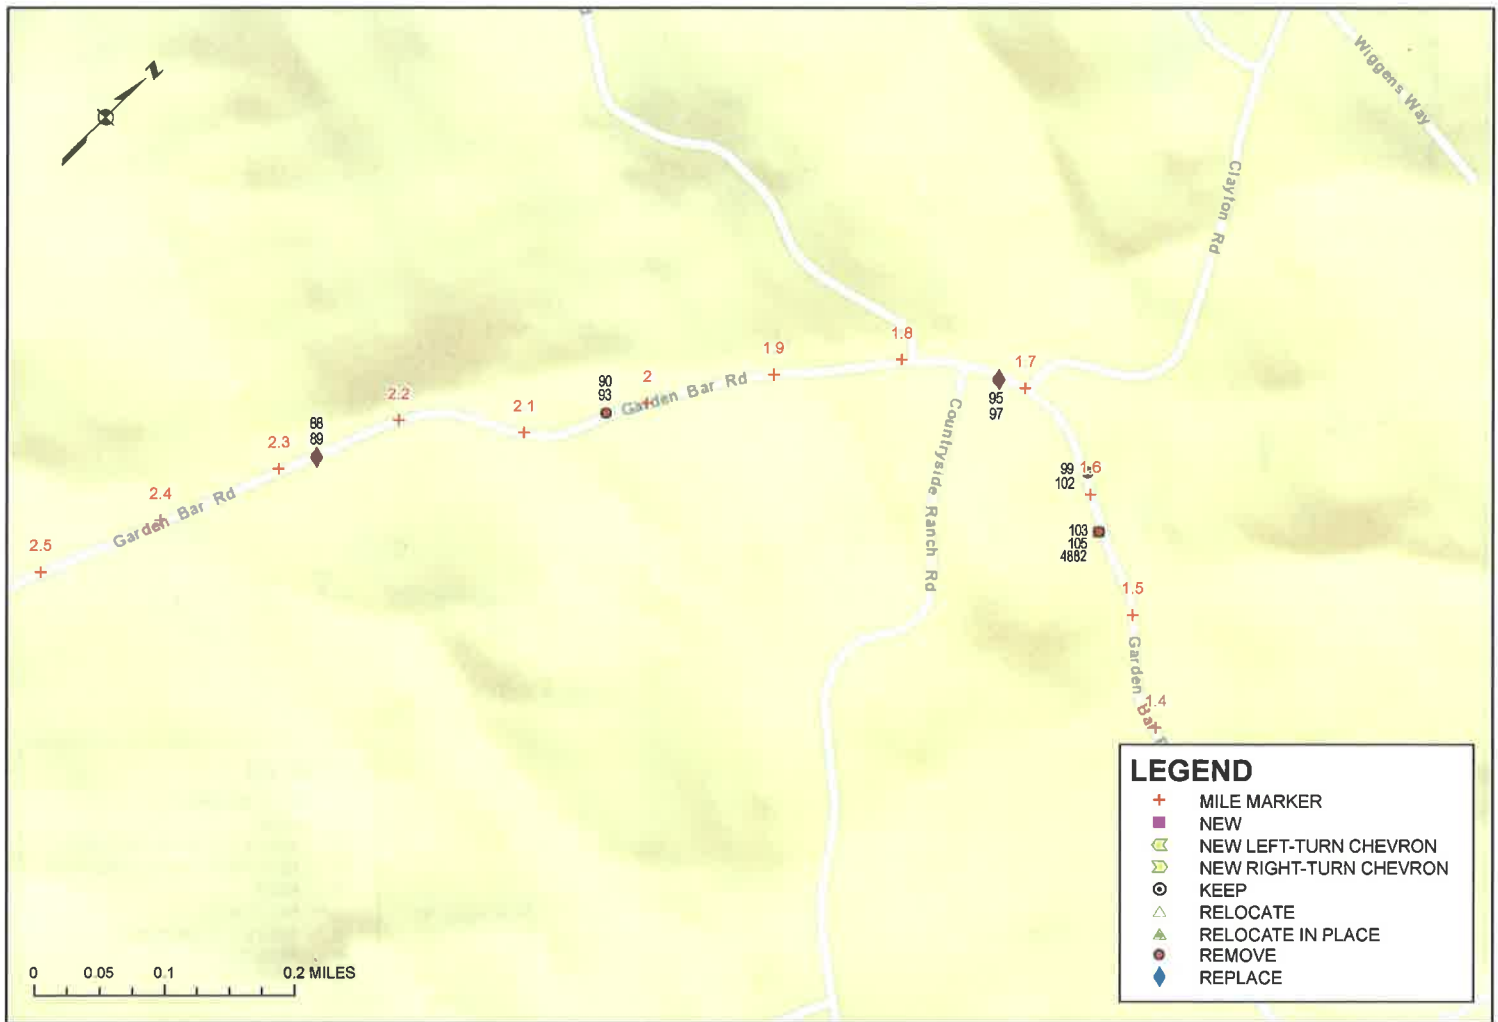 N
Wiggens Way
Clayton Rd
1.8
1.7
1 9
2
90
93
Garden Bar Rd
2.2
2 1
88
89
2.3
95
97
Countryside Ranch Rd
99
102
1.6
2.4
Garden Bar Rd
103
105
4882
2.5
1.5
Garden Bar
1.4
LEGEND
MILE MARKER
NEW
NEW LEFT-TURN CHEVRON
NEW RIGHT-TURN CHEVRON
KEEP
RELOCATE
RELOCATE IN PLACE
REMOVE
REPLACE
0 0.05 0.1 0.2 MILES